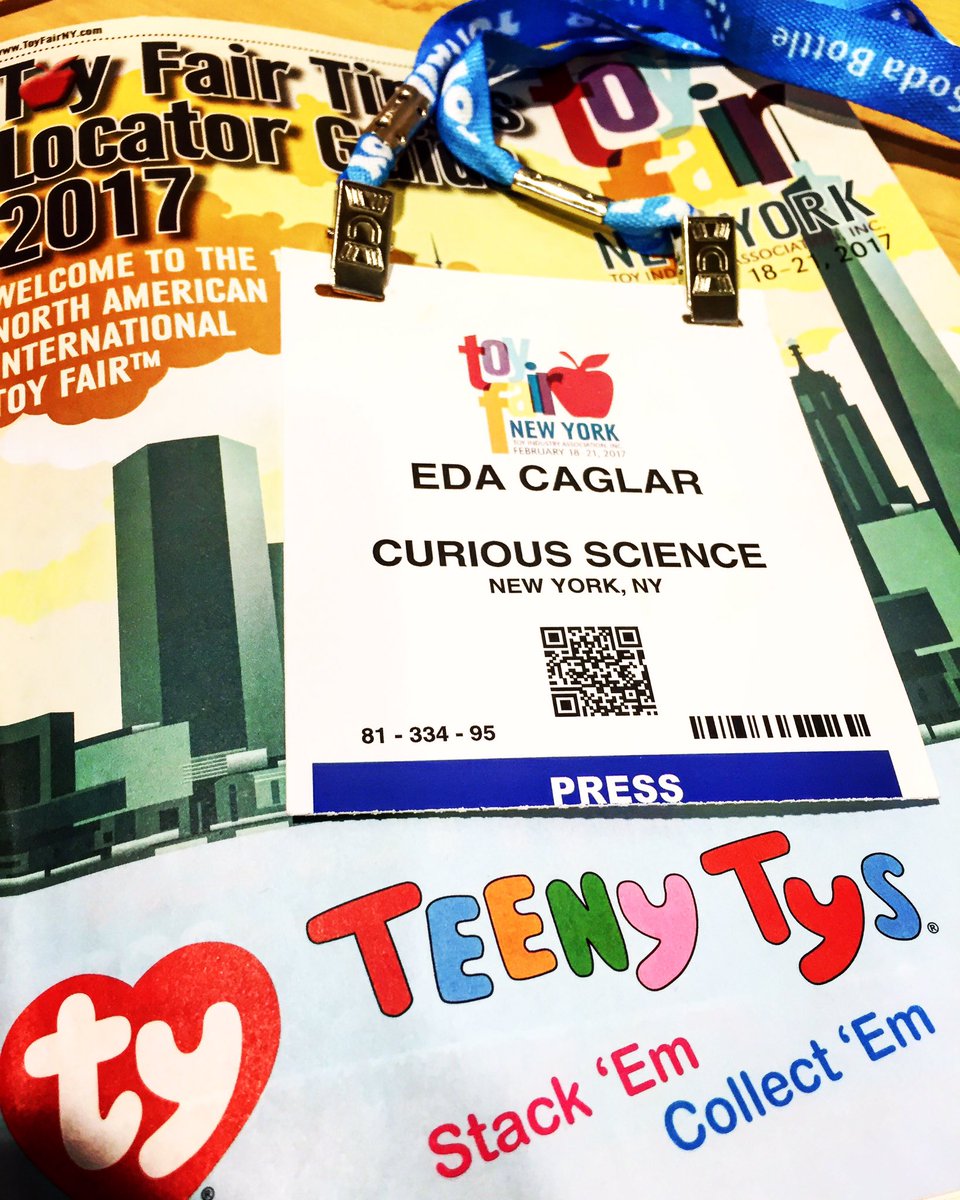 www.ToyFairNY.com
Toy Fair
Locator
2017
WELCOME TO THE
NORTH AMERICAN
INTERNATIONAL
TOY FAIR™
Soda Bottle
toy fair
NEW YORK
TOY INDUSTRY ASSOCIATION, INC.
18-21, 2017
toy fair
NEW YORK
TOY INDUSTRY ASSOCIATION, INC.
FEBRUARY 18-21, 2017
EDA CAGLAR
CURIOUS SCIENCE
NEW YORK, NY
81 - 334 - 95
PRESS
TEENY TYS®
ty®
Stack ‘Em
Collect ‘Em